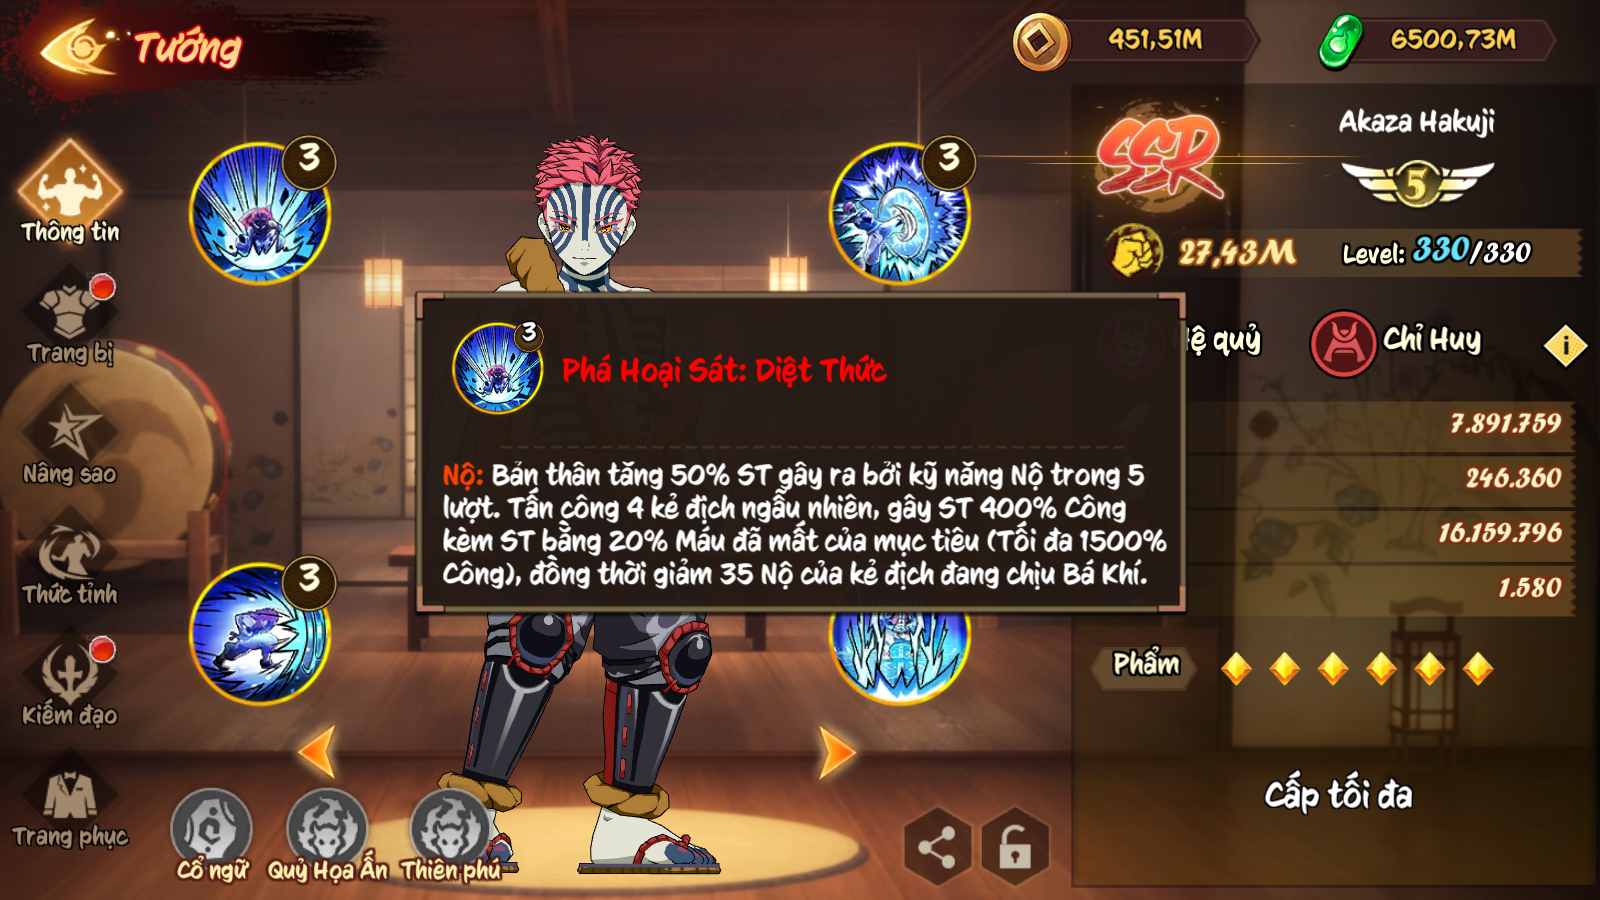 Tướng
451,51M
6500,73M
Thông tin
Trang bị
Nâng sao
Thức tỉnh
Kiếm đạo
Trang phục
3
3
3
SSR
Akaza Hakuji
5
27,43M
Level: 330/330
Hệ quỷ
Chỉ Huy
i
3
Phá Hoại Sát: Diệt Thức
Nộ: Bản thân tăng 50% ST gây ra bởi kỹ năng Nộ trong 5
lượt. Tấn công 4 kẻ địch ngẫu nhiên, gây ST 400% Công
kèm ST bằng 20% Máu đã mất của mục tiêu (Tối đa 1500%
Công), đồng thời giảm 35 Nộ của kẻ địch đang chịu Bá Khí.
7.891.759
246.360
16.159.796
1.580
Phẩm
Cấp tối đa
Cổ ngữ
Quỷ Họa Ấn
Thiên phú